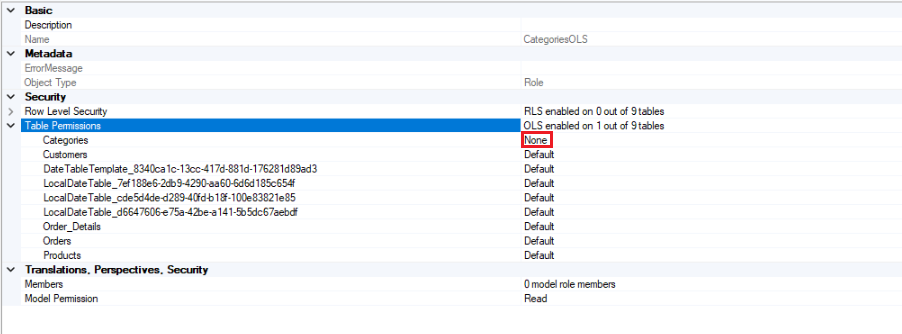 Basic
Description
Name CategoriesOLS
Metadata
ErrorMessage
Object Type Role
Security
Row Level Security RLS enabled on 0 out of 9 tables
Table Permissions OLS enabled on 1 out of 9 tables
Categories None
Customers Default
DateTableTemplate_8340ca1c-13cc-417d-881d-176281d89ad3 Default
LocalDateTable_7ef188e6-2db9-4290-aa60-6d6d185c654f Default
LocalDateTable_cde5d4de-d289-40fd-b18f-100e83821e85 Default
LocalDateTable_d6647606-e75a-42be-a141-5b5dc67aebdf Default
Order_Details Default
Orders Default
Products Default
Translations, Perspectives, Security
Members 0 model role members
Model Permission Read